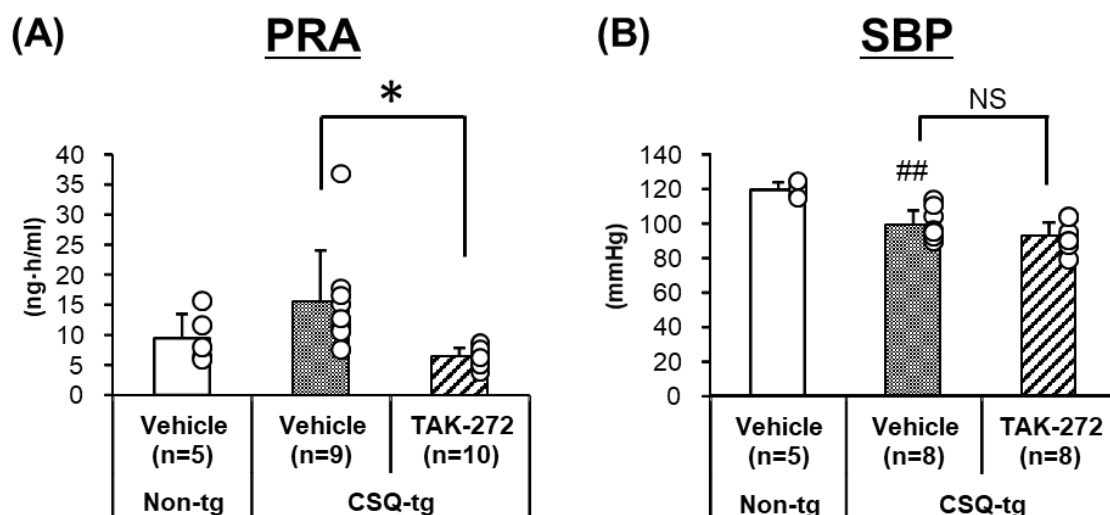 (A) PRA
*
(ng·h/ml)
40
35
30
25
20
15
10
5
0
Vehicle (n=5)
Vehicle (n=9)
TAK-272 (n=10)
Non-tg
CSQ-tg
(B) SBP
NS
##
(mmHg)
140
120
100
80
60
40
20
0
Vehicle (n=5)
Vehicle (n=8)
TAK-272 (n=8)
Non-tg
CSQ-tg